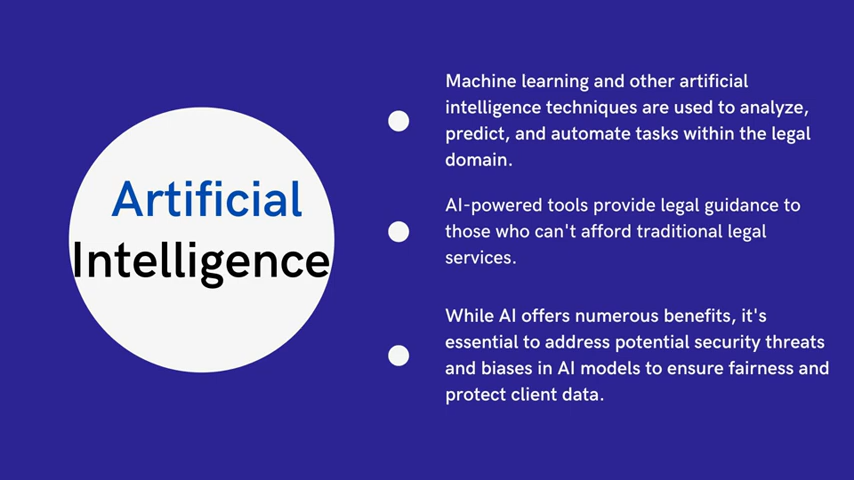 Artificial
Intelligence
Machine learning and other artificial
intelligence techniques are used to analyze,
predict, and automate tasks within the legal
domain.
AI-powered tools provide legal guidance to
those who can't afford traditional legal
services.
While AI offers numerous benefits, it's
essential to address potential security threats
and biases in AI models to ensure fairness and
protect client data.